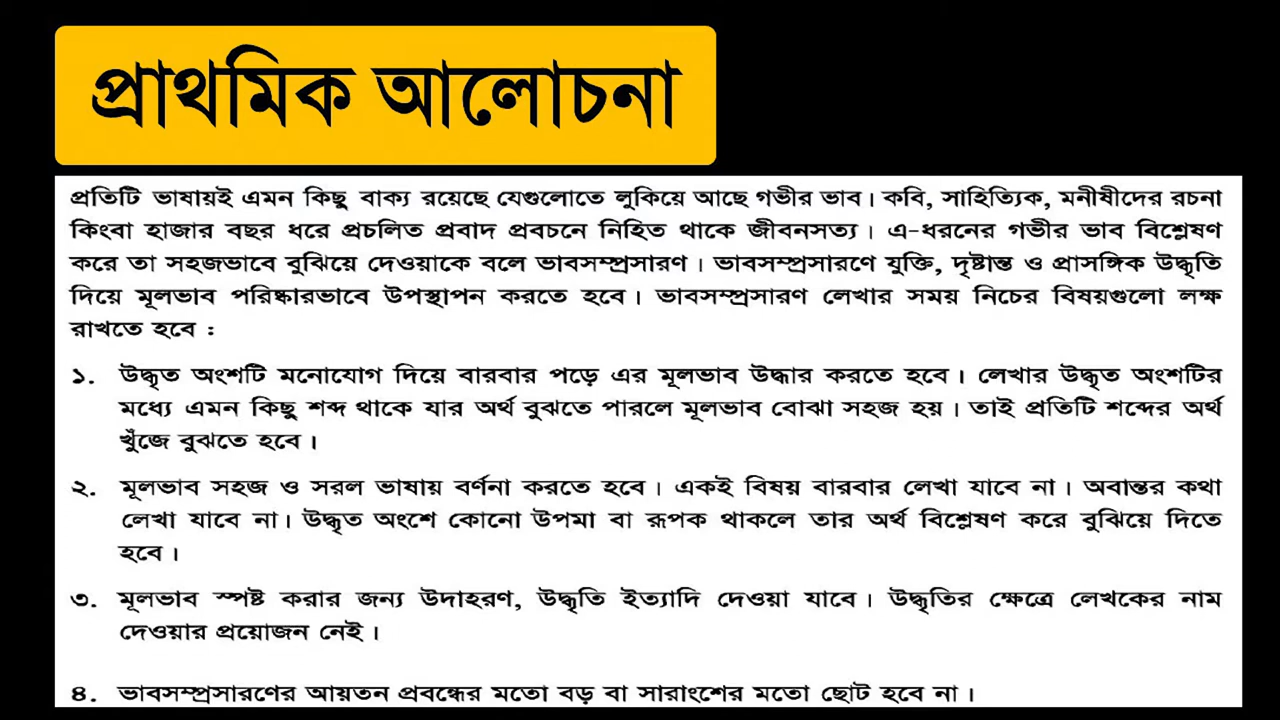 প্রাথমিক আলোচনা
প্রতিটি ভাষায়ই এমন কিছু বাক্য রয়েছে যেগুলোতে লুকিয়ে আছে গভীর ভাব। কবি, সাহিত্যিক, মনীষীদের রচনা
কিংবা হাজার বছর ধরে প্রচলিত প্রবাদ প্রবচনে নিহিত থাকে জীবনসত্য। এ-ধরনের গভীর ভাব বিশ্লেষণ
করে তা সহজভাবে বুঝিয়ে দেওয়াকে বলে ভাবসম্প্রসারণ। ভাবসম্প্রসারণে যুক্তি, দৃষ্টান্ত ও প্রাসঙ্গিক উদ্ধৃতি
দিয়ে মূলভাব পরিষ্কারভাবে উপস্থাপন করতে হবে। ভাবসম্প্রসারণ লেখার সময় নিচের বিষয়গুলো লক্ষ
রাখতে হবে :
১. উদ্ধৃত অংশটি মনোযোগ দিয়ে বারবার পড়ে এর মূলভাব উদ্ধার করতে হবে। লেখার উদ্ধৃত অংশটির
মধ্যে এমন কিছু শব্দ থাকে যার অর্থ বুঝতে পারলে মূলভাব বোঝা সহজ হয়। তাই প্রতিটি শব্দের অর্থ
খুঁজে বুঝতে হবে।
২. মূলভাব সহজ ও সরল ভাষায় বর্ণনা করতে হবে। একই বিষয় বারবার লেখা যাবে না। অবান্তর কথা
লেখা যাবে না। উদ্ধৃত অংশে কোনো উপমা বা রূপক থাকলে তার অর্থ বিশ্লেষণ করে বুঝিয়ে দিতে
হবে।
৩. মূলভাব স্পষ্ট করার জন্য উদাহরণ, উদ্ধৃতি ইত্যাদি দেওয়া যাবে। উদ্ধৃতির ক্ষেত্রে লেখকের নাম
দেওয়ার প্রয়োজন নেই।
৪. ভাবসম্প্রসারণের আয়তন প্রবন্ধের মতো বড় বা সারাংশের মতো ছোট হবে না।